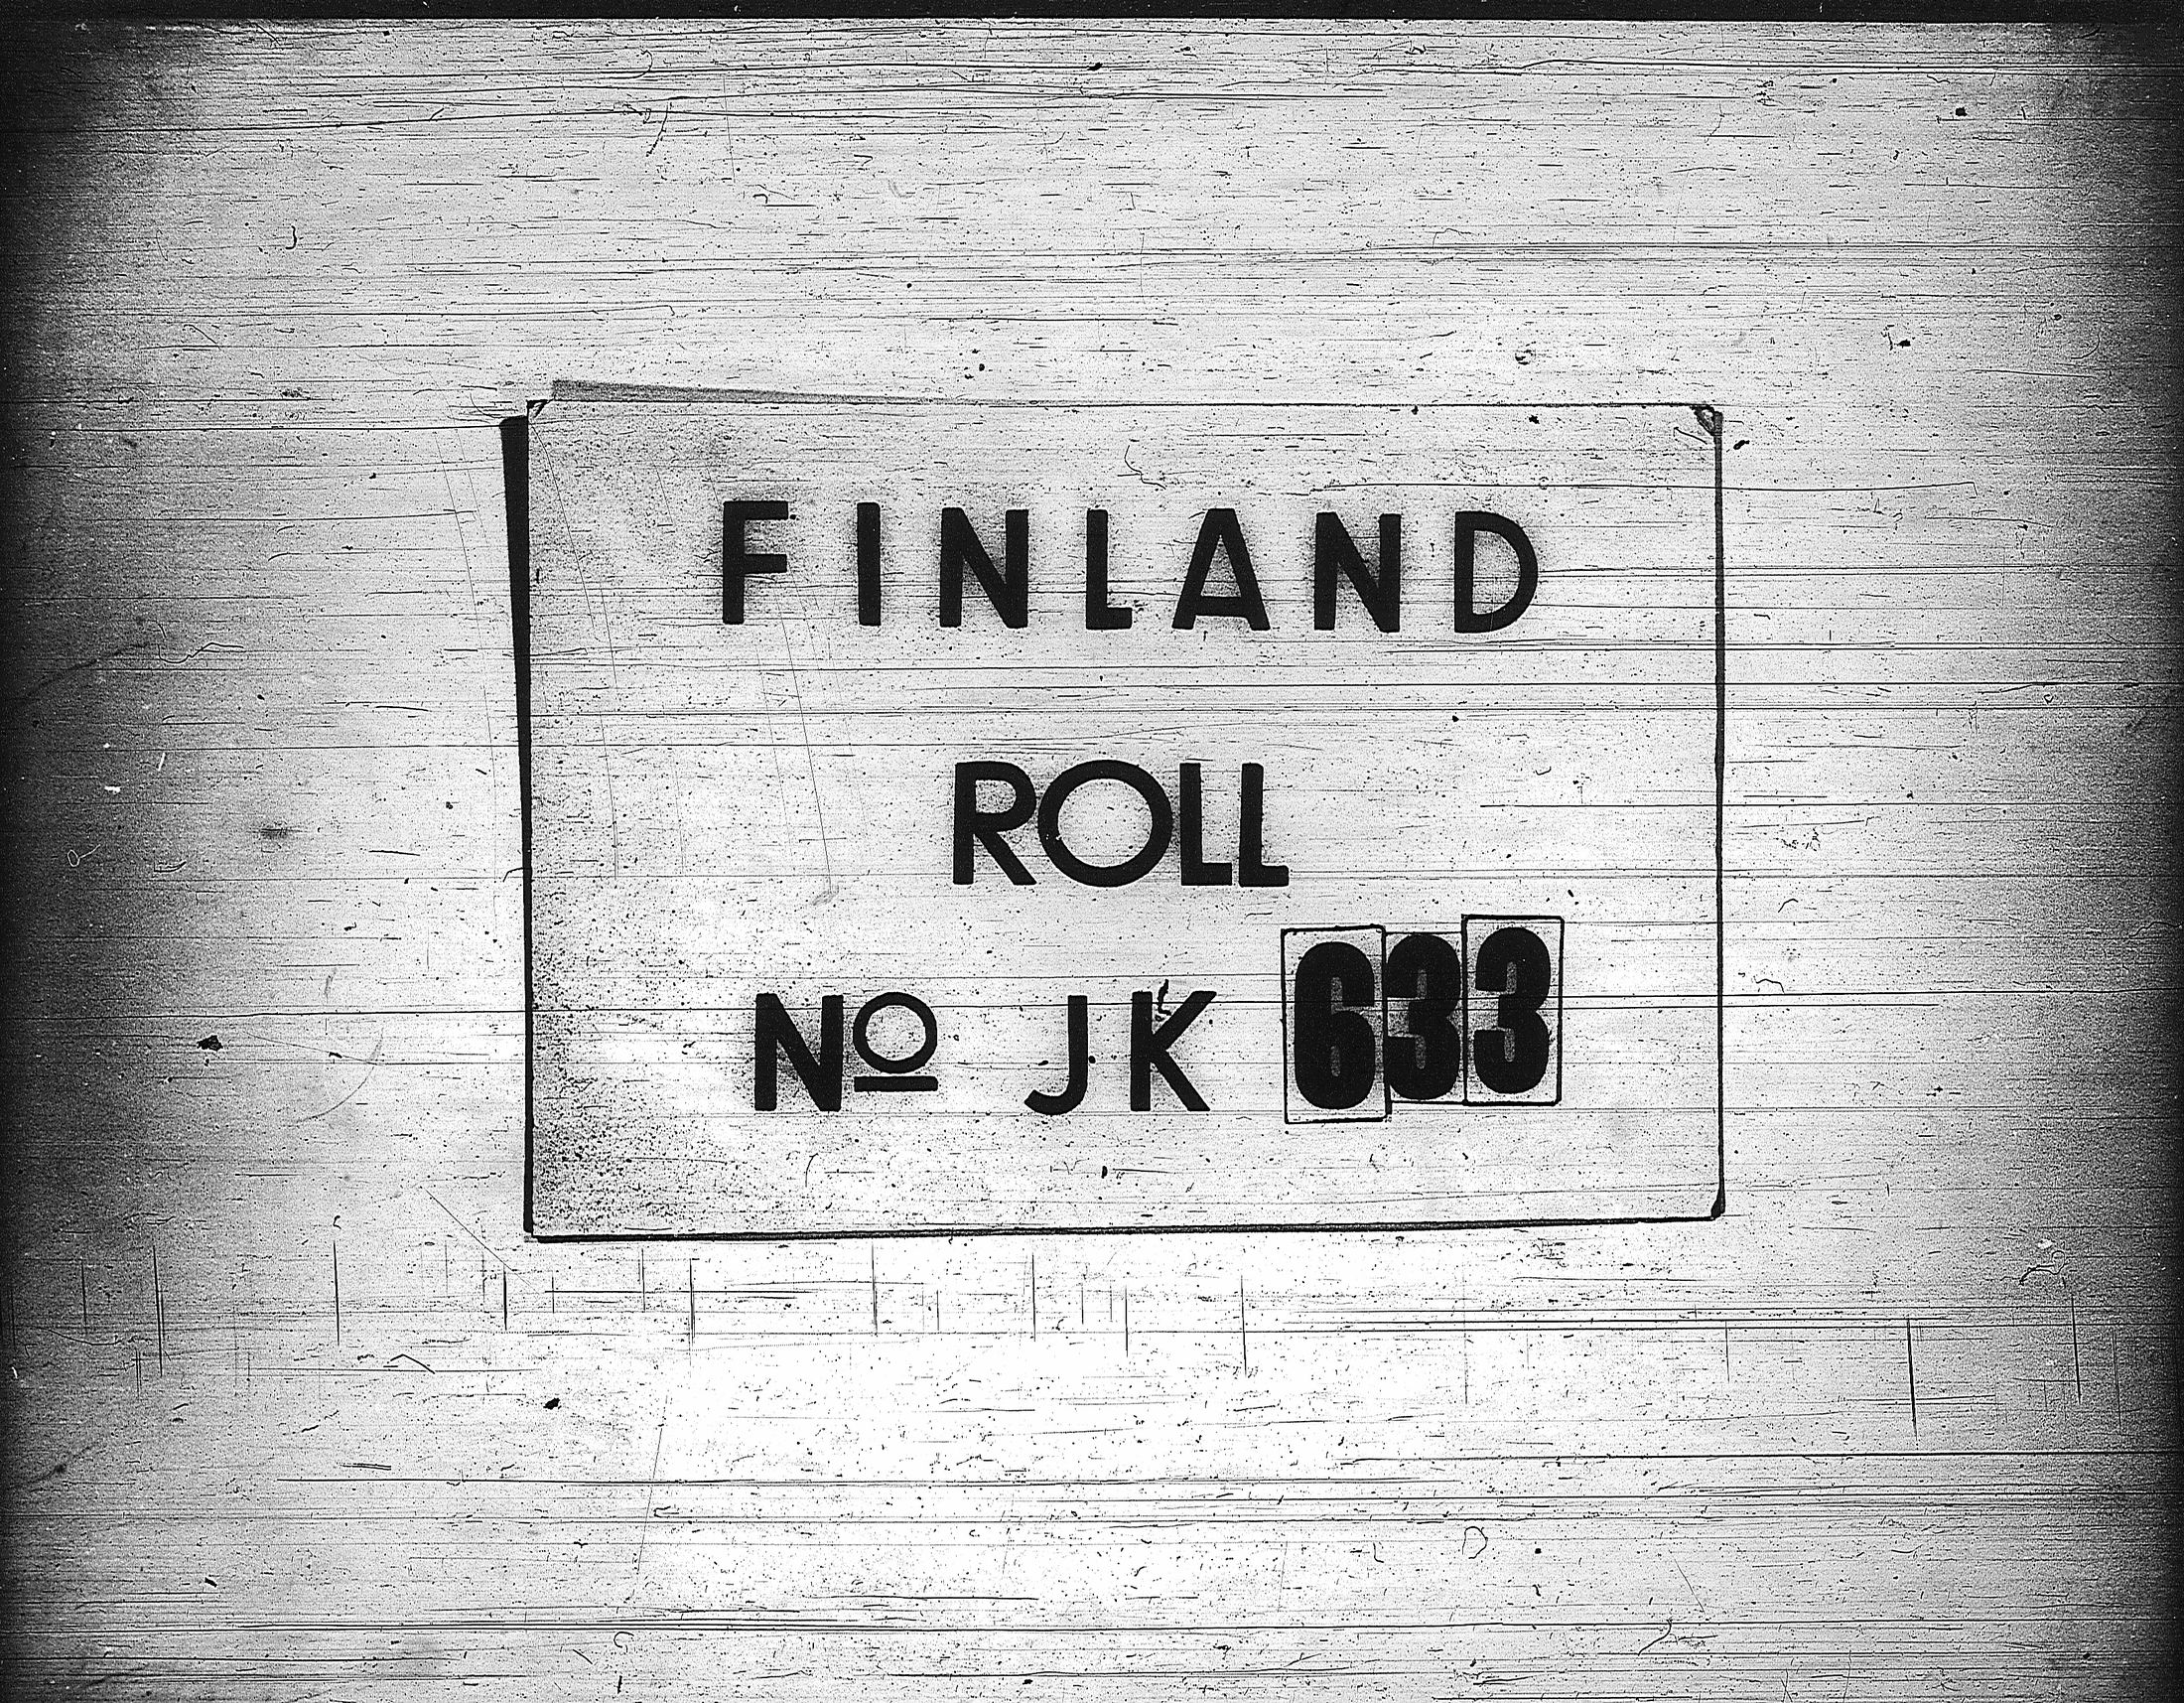 FINLAND
ROLL
Nº JK 633